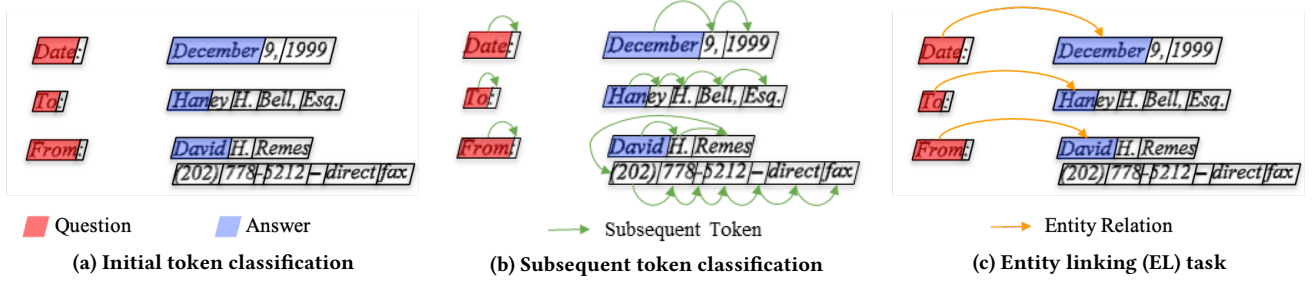 Date: December 9, 1999
To: Haney H. Bell, Esq.
From: David H. Remes
(202) 778-5212 – direct fax
Question Answer
(a) Initial token classification
Date: December 9, 1999
To: Haney H. Bell, Esq.
From: David H. Remes
(202) 778-5212 – direct fax
Subsequent Token
(b) Subsequent token classification
Date: December 9, 1999
To: Haney H. Bell, Esq.
From: David H. Remes
(202) 778-5212 – direct fax
Entity Relation
(c) Entity linking (EL) task